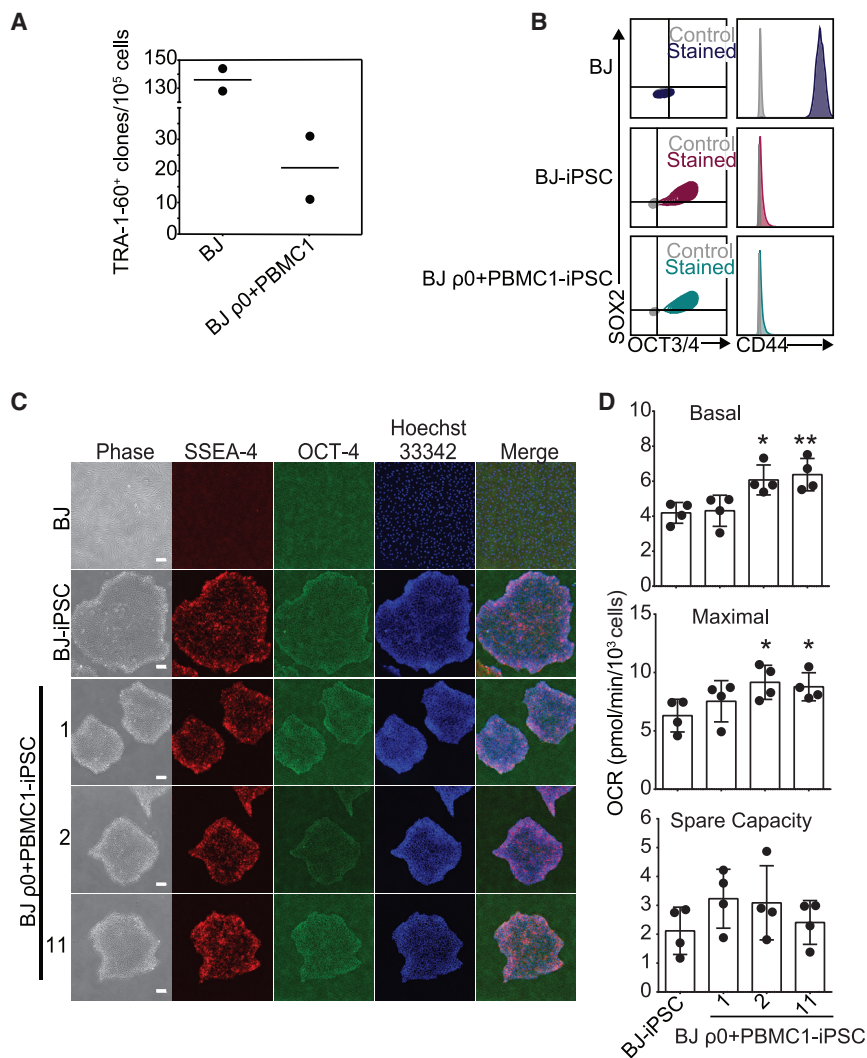 A
TRA-1-60⁺ clones/10⁵ cells
150
130
30
20
10
0
BJ
BJ ρ0+PBMC1
B
BJ
Control
Stained
BJ-iPSC
Control
Stained
BJ ρ0+PBMC1-iPSC
Control
Stained
SOX2
OCT3/4
CD44
C
Phase SSEA-4 OCT-4 Hoechst 33342 Merge
BJ
BJ-iPSC
BJ ρ0+PBMC1-iPSC
1
2
11
D
OCR (pmol/min/10³ cells)
Basal
10
8
6
4
2
0
* **
Maximal
15
10
5
0
* *
Spare Capacity
6
5
4
3
2
1
0
BJ-iPSC 1 2 11
BJ ρ0+PBMC1-iPSC